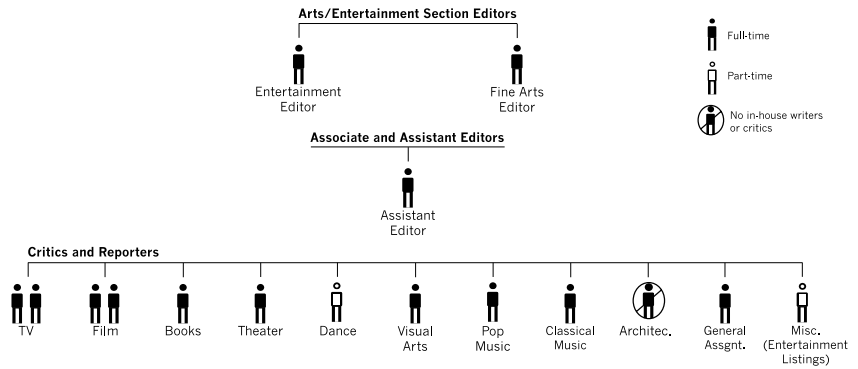 Arts/Entertainment Section Editors
Full-time
Part-time
No in-house writers
or critics
Entertainment
Editor
Fine Arts
Editor
Associate and Assistant Editors
Assistant
Editor
Critics and Reporters
TV
Film
Books
Theater
Dance
Visual
Arts
Pop
Music
Classical
Music
Architec.
General
Assgnt.
Misc.
(Entertainment
Listings)